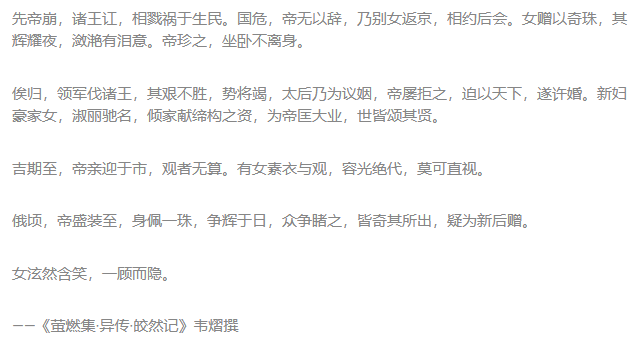 先帝崩，诸王讧，相戮祸于生民。国危，帝无以辞，乃别女返京，相约后会。女赠以奇珠，其
辉耀夜，潋滟有泪意。帝珍之，坐卧不离身。
俟归，领军伐诸王，其艰不胜，势将竭，太后乃为议姻，帝屡拒之，迫以天下，遂许婚。新妇
豪家女，淑丽驰名，倾家献缔构之资，为帝匡大业，世皆颂其贤。
吉期至，帝亲迎于市，观者无算。有女素衣与观，容光绝代，莫可直视。
俄顷，帝盛装至，身佩一珠，争辉于日，众争睹之，皆奇其所出，疑为新后赠。
女泫然含笑，一顾而隐。
——《萤燃集·异传·皎然记》韦熠撰